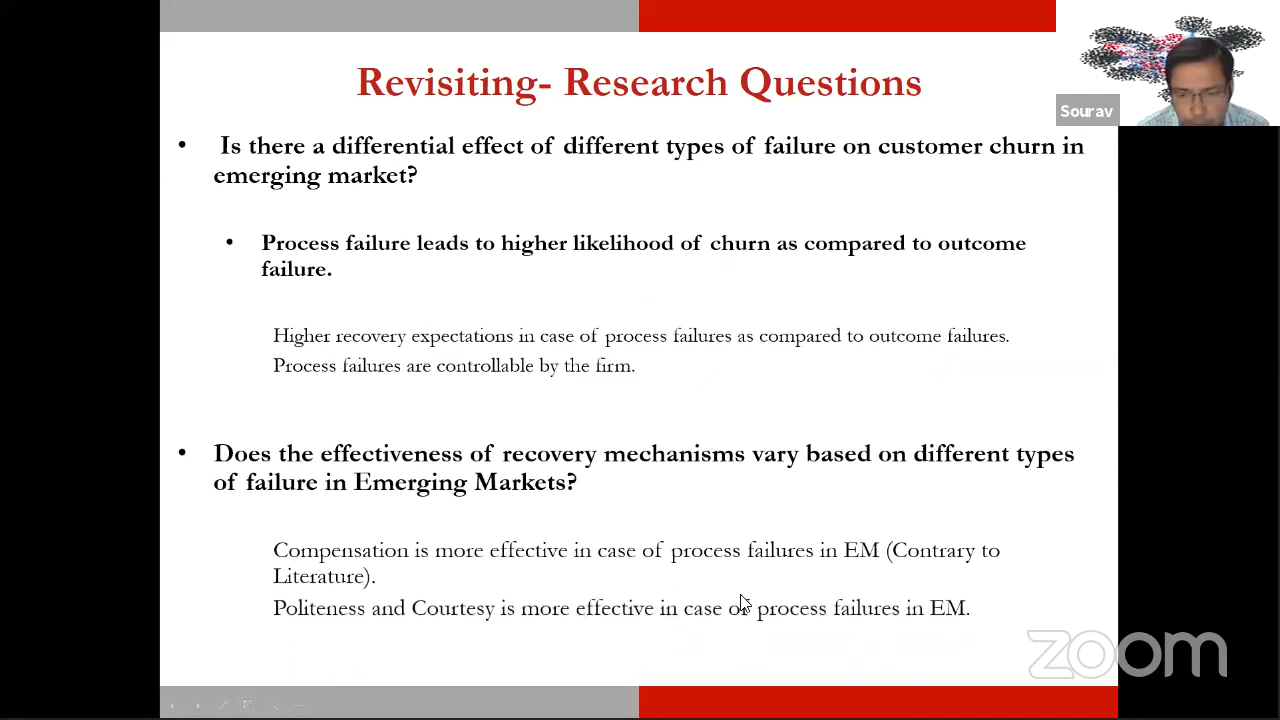 Revisiting- Research Questions
Sourav
• Is there a differential effect of different types of failure on customer churn in
emerging market?
• Process failure leads to higher likelihood of churn as compared to outcome
failure.
Higher recovery expectations in case of process failures as compared to outcome failures.
Process failures are controllable by the firm.
• Does the effectiveness of recovery mechanisms vary based on different types
of failure in Emerging Markets?
Compensation is more effective in case of process failures in EM (Contrary to
Literature).
Politeness and Courtesy is more effective in case of process failures in EM.
zoom